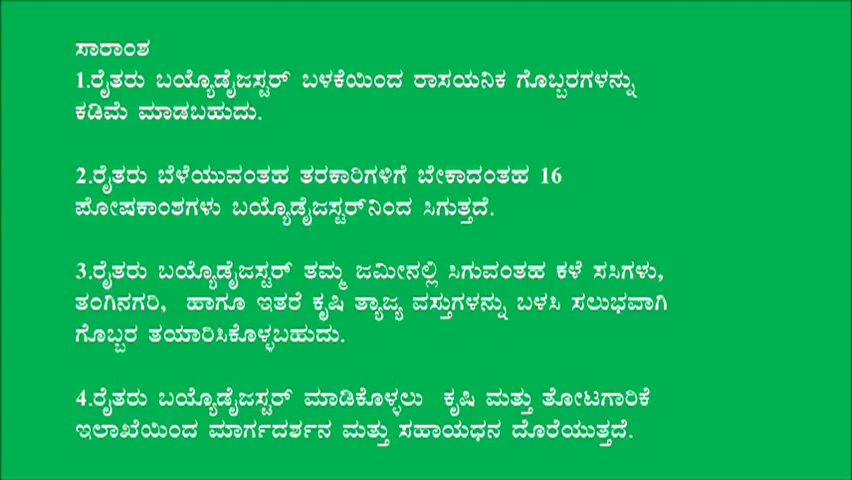 ಸಾರಾಂಶ
1.ರೈತರು ಬಯ್ಯೊಡೈಜಸ್ಟರ್ ಬಳಕೆಯಿಂದ ರಾಸಯನಿಕ ಗೊಬ್ಬರಗಳನ್ನು
ಕಡಿಮೆ ಮಾಡಬಹುದು.
2.ರೈತರು ಬೆಳೆಯುವಂತಹ ತರಕಾರಿಗಳಿಗೆ ಬೇಕಾದಂತಹ 16
ಪೋಷಕಾಂಶಗಳು ಬಯ್ಯೊಡೈಜಸ್ಟರ್‌ನಿಂದ ಸಿಗುತ್ತದೆ.
3.ರೈತರು ಬಯ್ಯೊಡೈಜಸ್ಟರ್ ತಮ್ಮ ಜಮೀನಲ್ಲಿ ಸಿಗುವಂತಹ ಕಳೆ ಸಸಿಗಳು,
ತಂಗಿನಗರಿ, ಹಾಗೂ ಇತರೆ ಕೃಷಿ ತ್ಯಾಜ್ಯ ವಸ್ತುಗಳನ್ನು ಬಳಸಿ ಸಲುಭವಾಗಿ
ಗೊಬ್ಬರ ತಯಾರಿಸಿಕೊಳ್ಳಬಹುದು.
4.ರೈತರು ಬಯ್ಯೊಡೈಜಸ್ಟರ್ ಮಾಡಿಕೊಳ್ಳಲು ಕೃಷಿ ಮತ್ತು ತೋಟಗಾರಿಕೆ
ಇಲಾಖೆಯಿಂದ ಮಾರ್ಗದರ್ಶನ ಮತ್ತು ಸಹಾಯಧನ ದೊರೆಯುತ್ತದೆ.